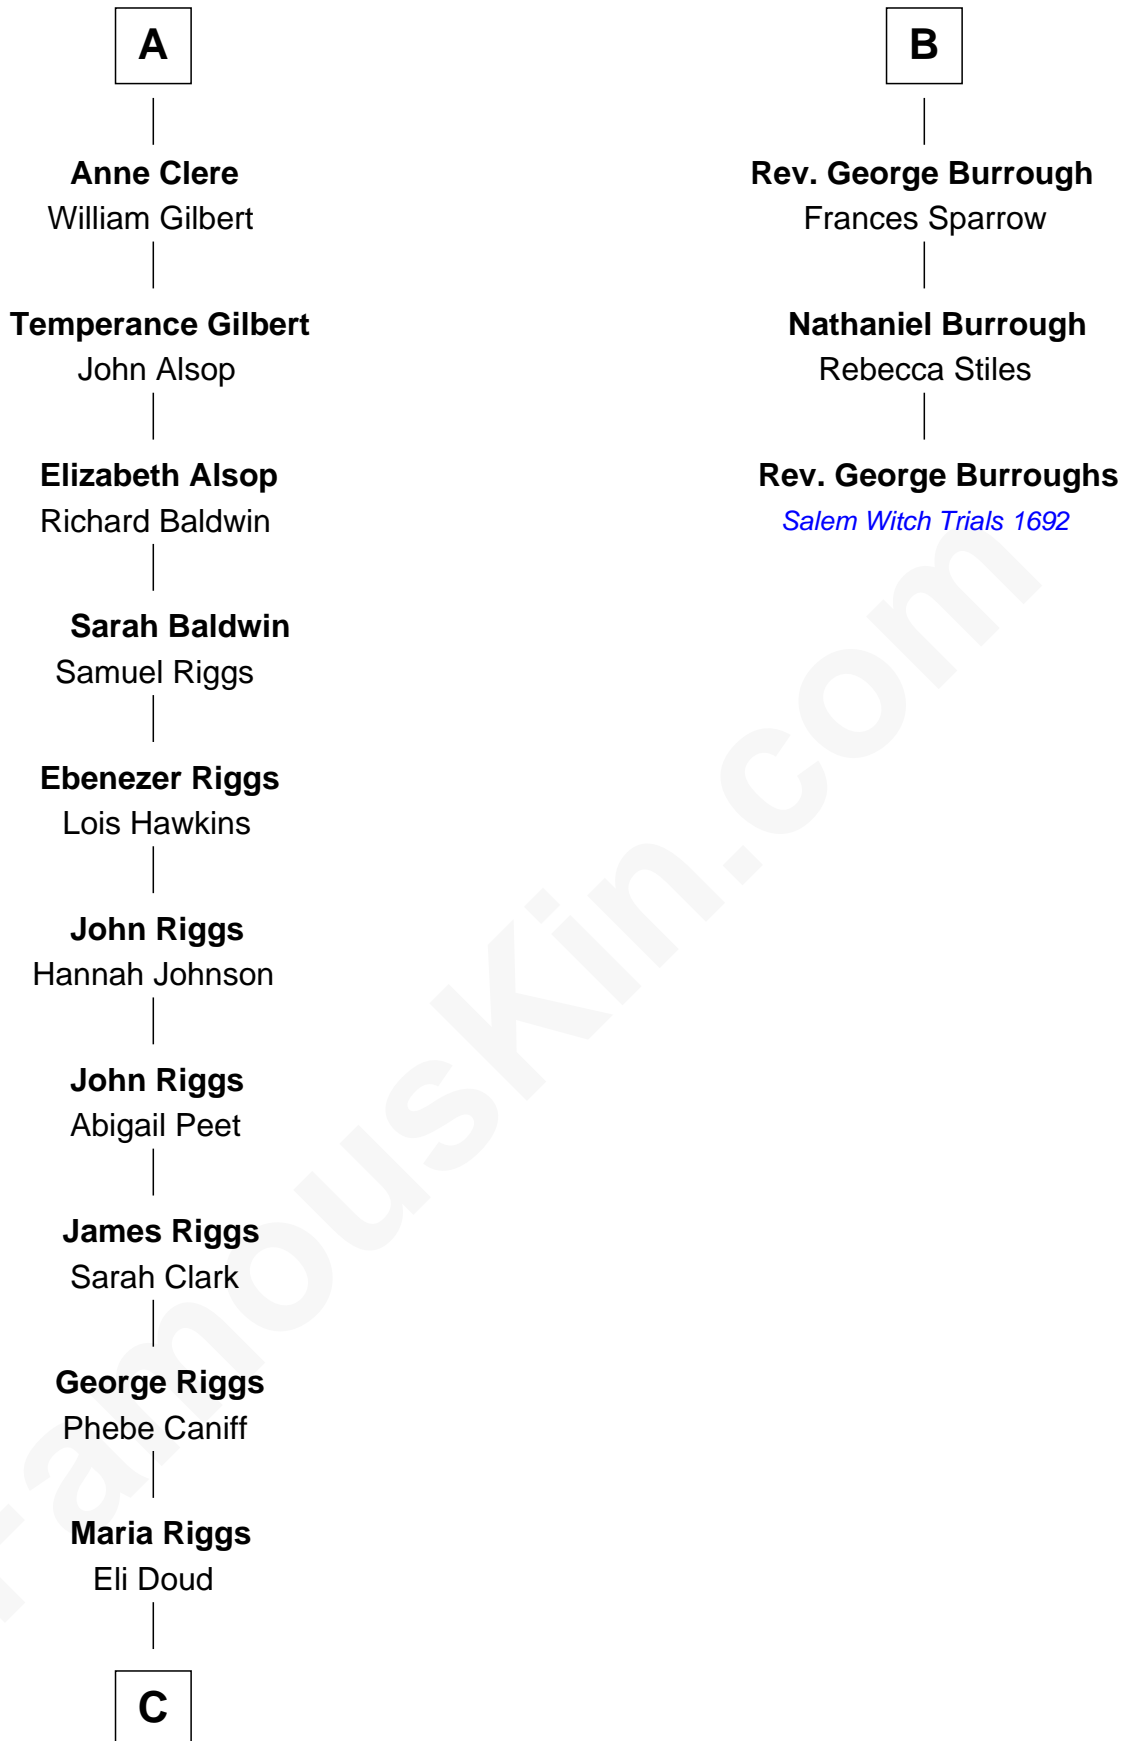 A
Anne Clere
William Gilbert
Temperance Gilbert
John Alsop
Elizabeth Alsop
Richard Baldwin
Sarah Baldwin
Samuel Riggs
Ebenezer Riggs
Lois Hawkins
John Riggs
Hannah Johnson
John Riggs
Abigail Peet
James Riggs
Sarah Clark
George Riggs
Phebe Caniff
Maria Riggs
Eli Doud
C
B
Rev. George Burrough
Frances Sparrow
Nathaniel Burrough
Rebecca Stiles
Rev. George Burroughs
Salem Witch Trials 1692
FamousKin.com